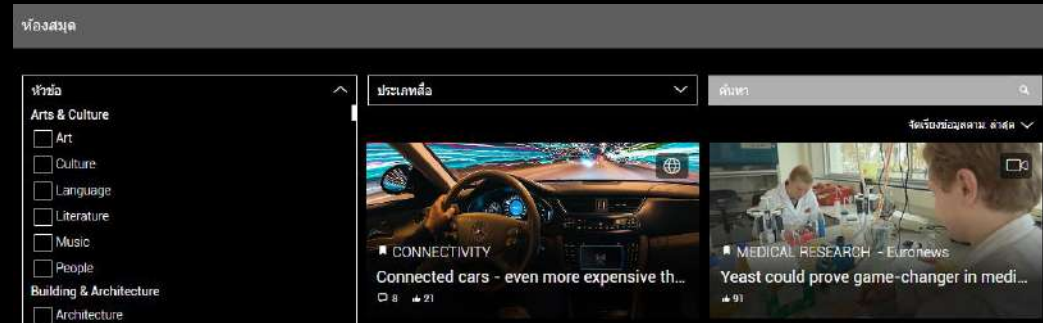 ห้องสมุด
หัวข้อ
Arts & Culture
Art
Culture
Language
Literature
Music
People
Building & Architecture
Architecture
ประเภทสื่อ
ค้นหา
จัดเรียงข้อมูลตาม: ล่าสุด
CONNECTIVITY
Connected cars - even more expensive th...
8 21
MEDICAL RESEARCH - Euronews
Yeast could prove game-changer in medi...
91